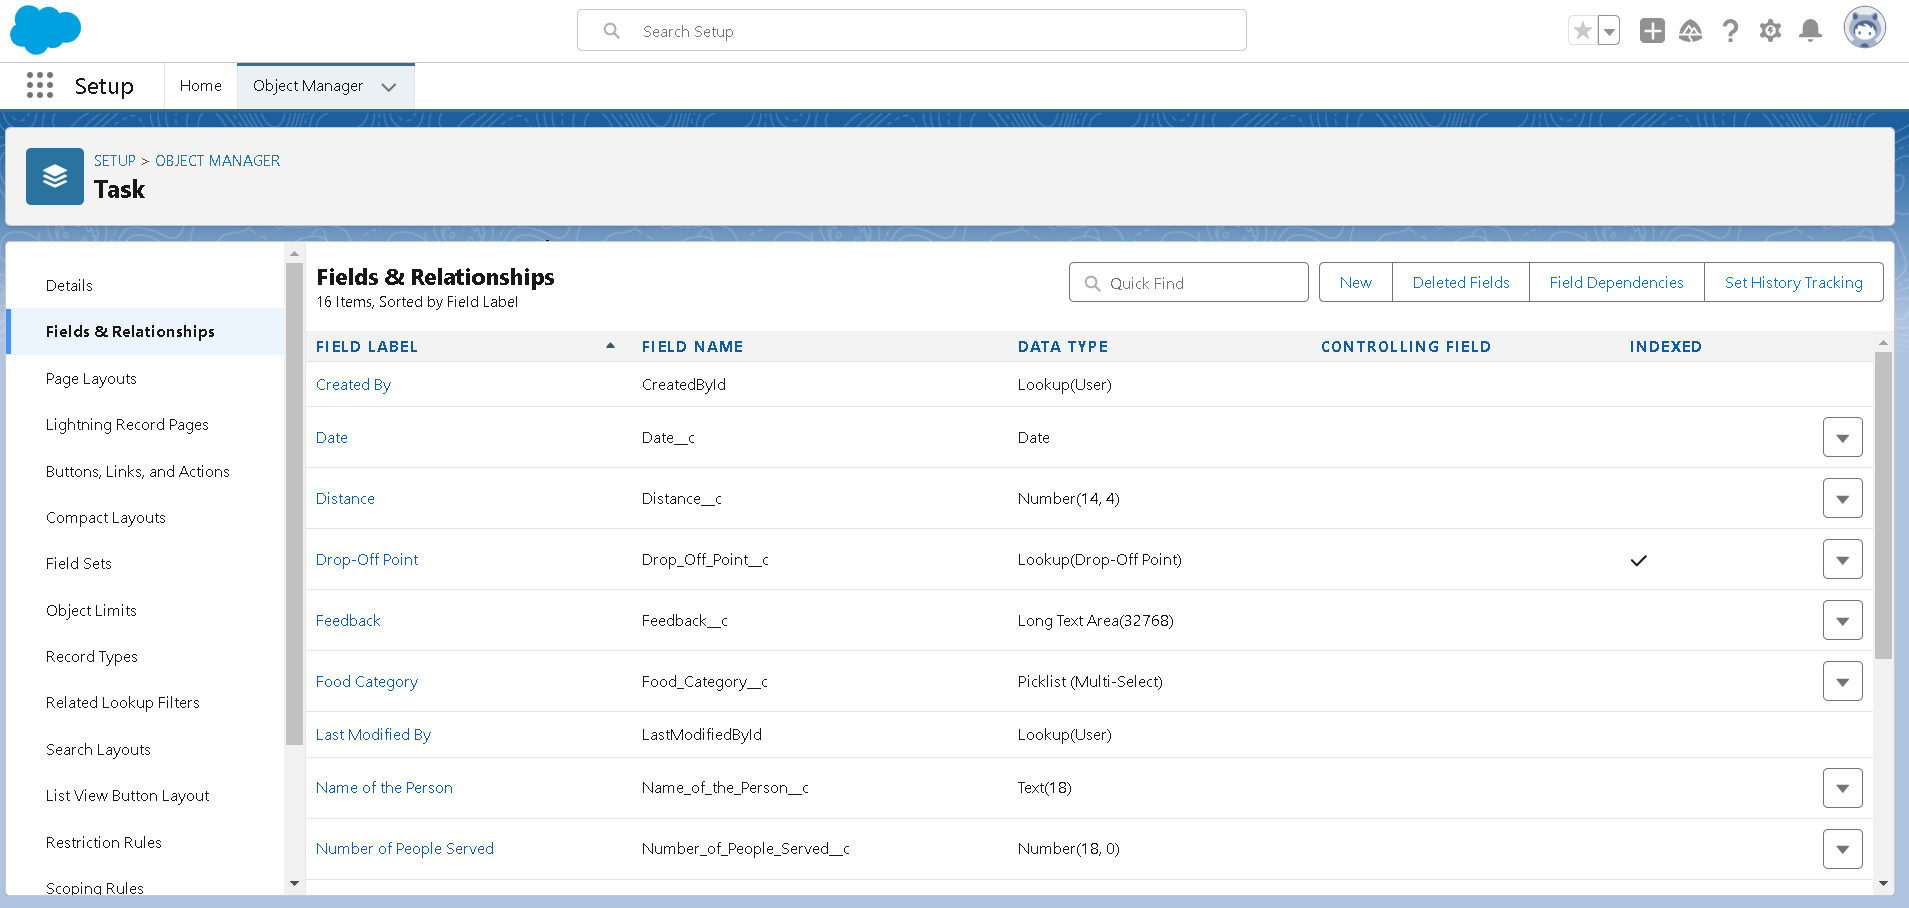 Search Setup
Setup
Home
Object Manager
SETUP > OBJECT MANAGER
Task
Details
Fields & Relationships
Page Layouts
Lightning Record Pages
Buttons, Links, and Actions
Compact Layouts
Field Sets
Object Limits
Record Types
Related Lookup Filters
Search Layouts
List View Button Layout
Restriction Rules
Scoping Rules
Fields & Relationships
16 Items, Sorted by Field Label
Quick Find
New
Deleted Fields
Field Dependencies
Set History Tracking
FIELD LABEL FIELD NAME DATA TYPE CONTROLLING FIELD INDEXED
Created By CreatedById Lookup(User)
Date Date__c Date
Distance Distance__c Number(14, 4)
Drop-Off Point Drop_Off_Point__c Lookup(Drop-Off Point)
Feedback Feedback__c Long Text Area(32768)
Food Category Food_Category__c Picklist (Multi-Select)
Last Modified By LastModifiedById Lookup(User)
Name of the Person Name_of_the_Person__c Text(18)
Number of People Served Number_of_People_Served__c Number(18, 0)